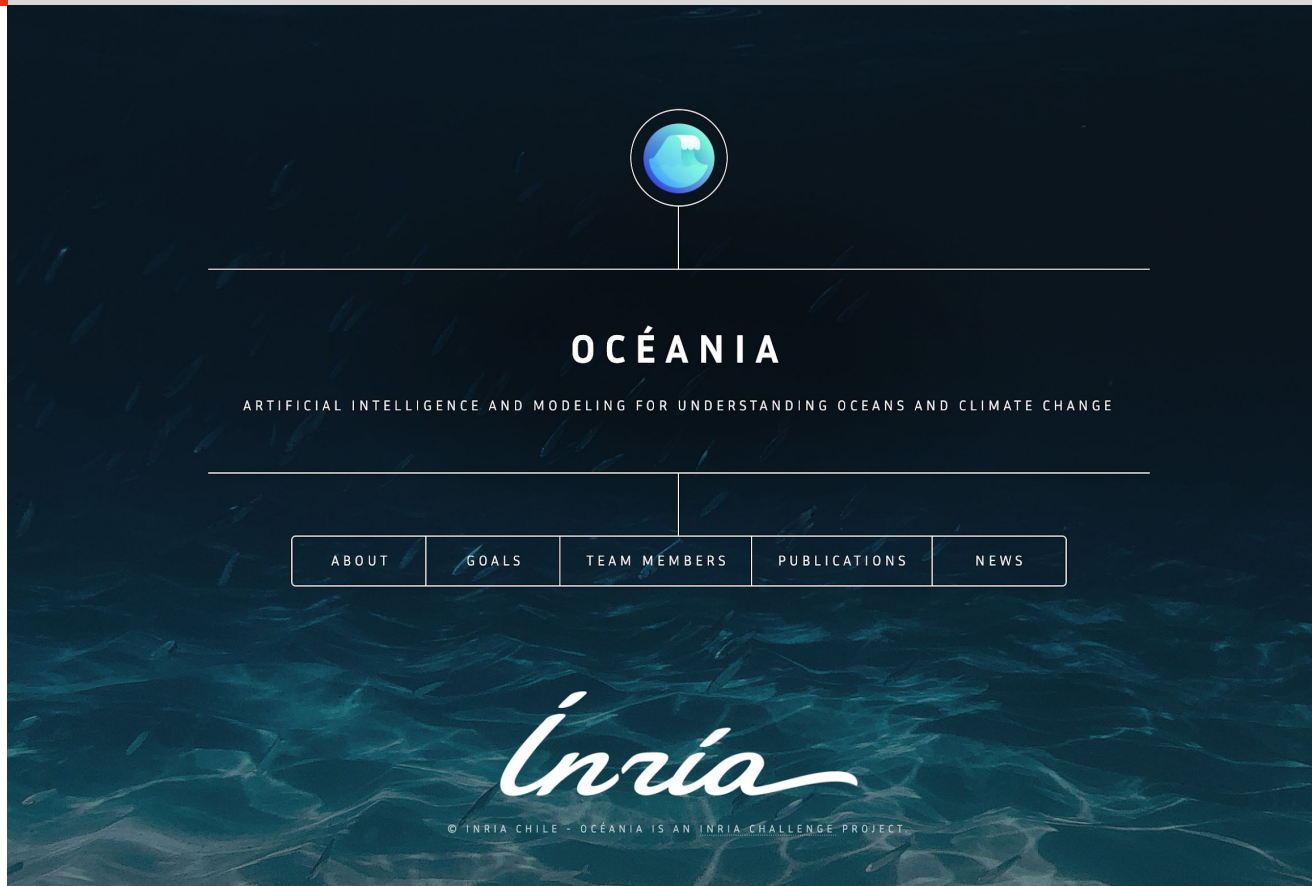 OCÉANIA
ARTIFICIAL INTELLIGENCE AND MODELING FOR UNDERSTANDING OCEANS AND CLIMATE CHANGE
ABOUT GOALS TEAM MEMBERS PUBLICATIONS NEWS
Inria
© INRIA CHILE - OCÉANIA IS AN INRIA CHALLENGE PROJECT.